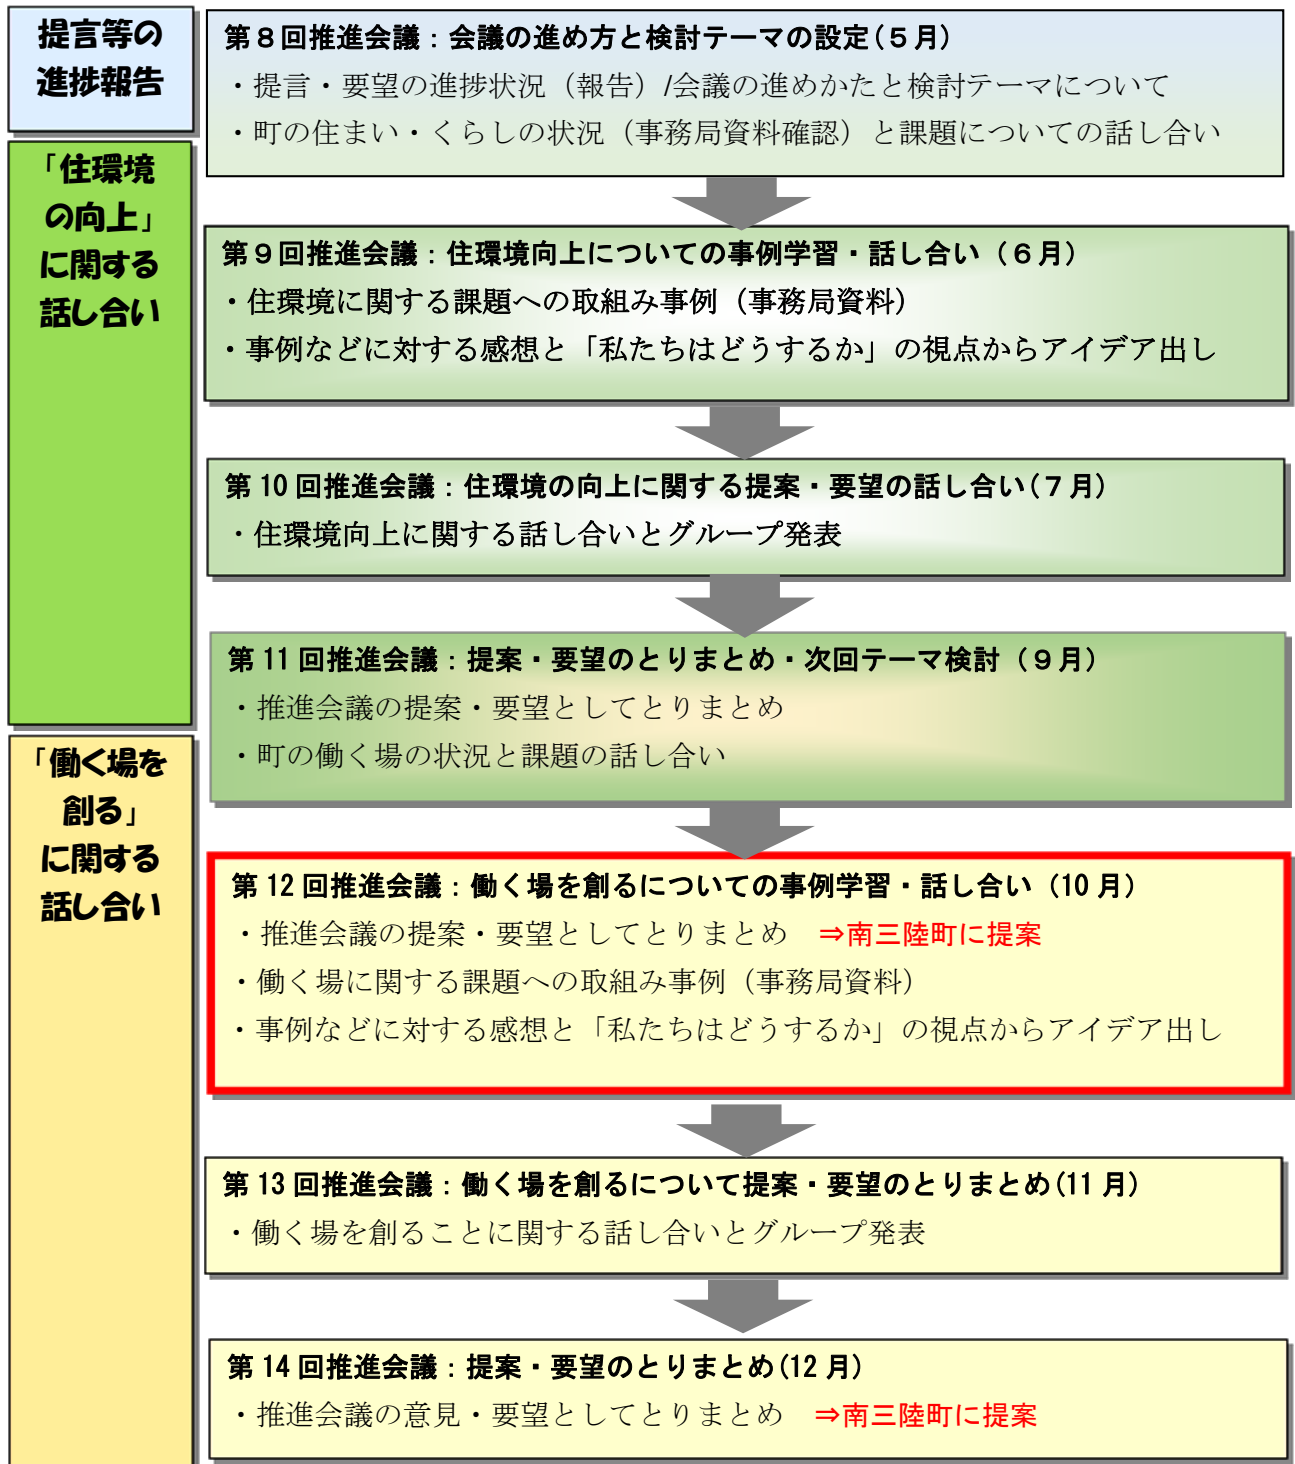 提言等の
進捗報告
第８回推進会議：会議の進め方と検討テーマの設定(５月)
・提言・要望の進捗状況（報告）/会議の進めかたと検討テーマについて
・町の住まい・くらしの状況（事務局資料確認）と課題についての話し合い
「住環境
の向上」
に関する
話し合い
第９回推進会議：住環境向上についての事例学習・話し合い（６月）
・住環境に関する課題への取組み事例（事務局資料）
・事例などに対する感想と「私たちはどうするか」の視点からアイデア出し
第 10 回推進会議：住環境の向上に関する提案・要望の話し合い(７月)
・住環境向上に関する話し合いとグループ発表
第 11 回推進会議：提案・要望のとりまとめ・次回テーマ検討（９月）
・推進会議の提案・要望としてとりまとめ
・町の働く場の状況と課題の話し合い
「働く場を
創る」
に関する
話し合い
第 12 回推進会議：働く場を創るについての事例学習・話し合い（10 月）
・推進会議の提案・要望としてとりまとめ　⇒南三陸町に提案
・働く場に関する課題への取組み事例（事務局資料）
・事例などに対する感想と「私たちはどうするか」の視点からアイデア出し
第 13 回推進会議：働く場を創るについて提案・要望のとりまとめ(11 月)
・働く場を創ることに関する話し合いとグループ発表
第 14 回推進会議：提案・要望のとりまとめ(12 月)
・推進会議の意見・要望としてとりまとめ　⇒南三陸町に提案